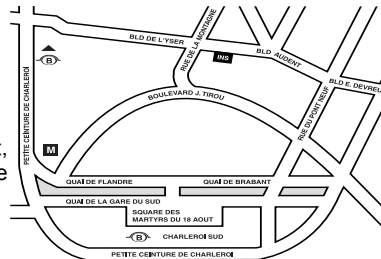 BLD DE L'YSER
RUE DE LA MONTAGNE
INS
BLD AUDENT
BLD E. DEVREU
B
PETITE CEINTURE DE CHARLEROI
BOULEVARD J. TIROU
RUE DU PONT NEUF
M
,
e
QUAI DE FLANDRE
QUAI DE BRABANT
QUAI DE LA GARE DU SUD
SQUARE DES
MARTYRS DU 18 AOUT
B CHARLEROI SUD
PETITE CEINTURE DE CHARLEROI